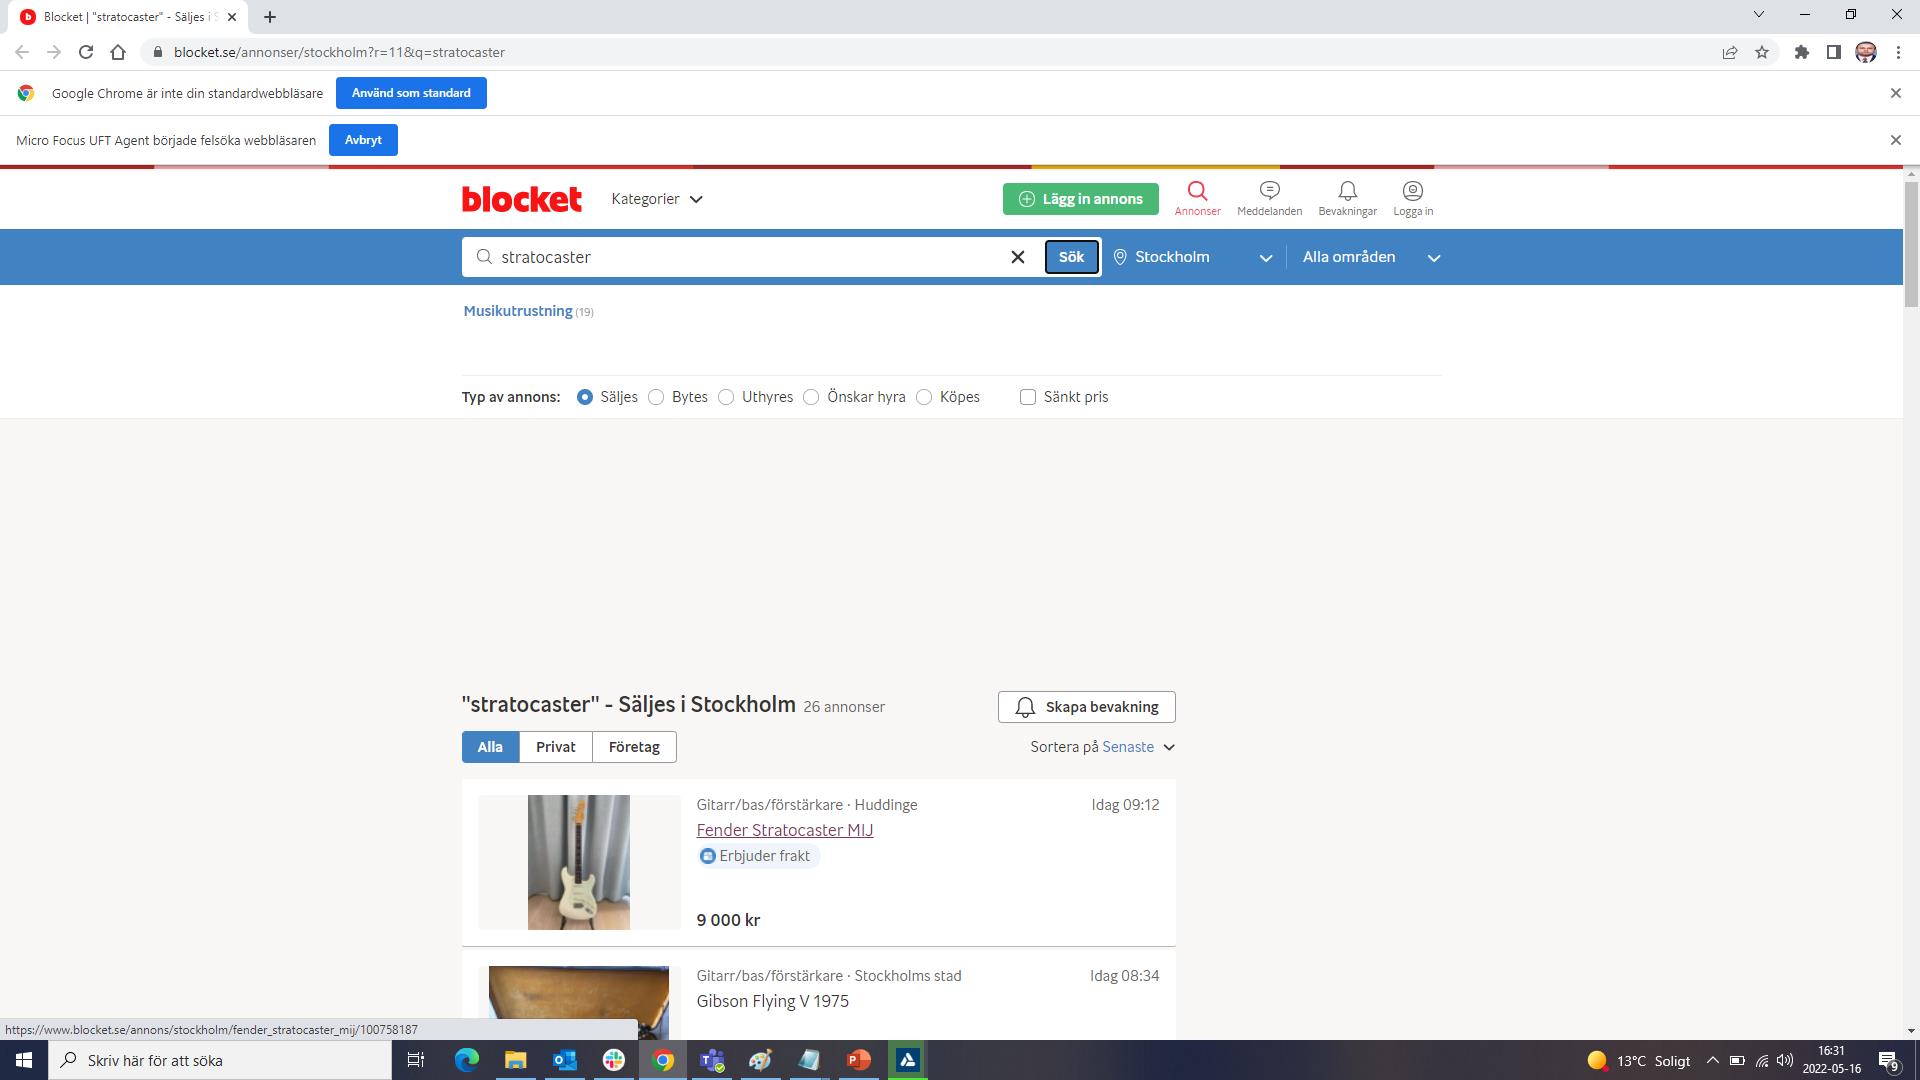 Blocket | "stratocaster" - Säljes i S
blocket.se/annonser/stockholm?r=11&q=stratocaster
Google Chrome är inte din standardwebbläsare
Använd som standard
Micro Focus UFT Agent började felsöka webbläsaren
Avbryt
blocket
Kategorier
Lägg in annons
Annonser
Meddelanden
Bevakningar
Logga in
stratocaster
Sök
Stockholm
Alla områden
Musikutrustning (19)
Typ av annons:
Säljes
Bytes
Uthyres
Önskar hyra
Köpes
Sänkt pris
"stratocaster" - Säljes i Stockholm 26 annonser
Skapa bevakning
Alla
Privat
Företag
Sortera på Senaste
Gitarr/bas/förstärkare · Huddinge
Idag 09:12
Fender Stratocaster MIJ
Erbjuder frakt
9 000 kr
Gitarr/bas/förstärkare · Stockholms stad
Idag 08:34
Gibson Flying V 1975
https://www.blocket.se/annons/stockholm/fender_stratocaster_mij/100758187
Skriv här för att söka
13°C Soligt
16:31
2022-05-16
9